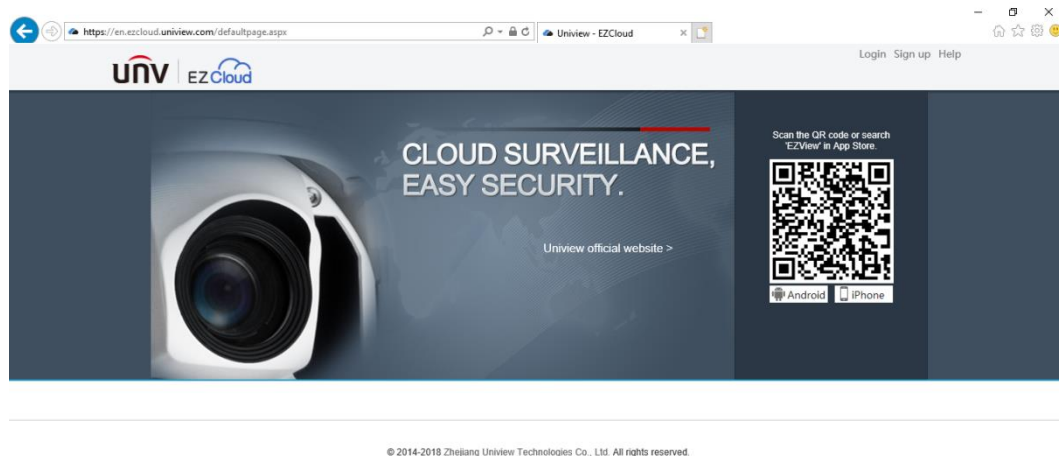 https://en.ezcloud.uniview.com/defaultpage.aspx
Uniview - EZCloud
Login Sign up Help
unv EZCloud
CLOUD SURVEILLANCE,
EASY SECURITY.
Uniview official website >
Scan the QR code or search
'EZView' in App Store.
Android iPhone
© 2014-2018 Zhejiang Uniview Technologies Co., Ltd. All rights reserved.